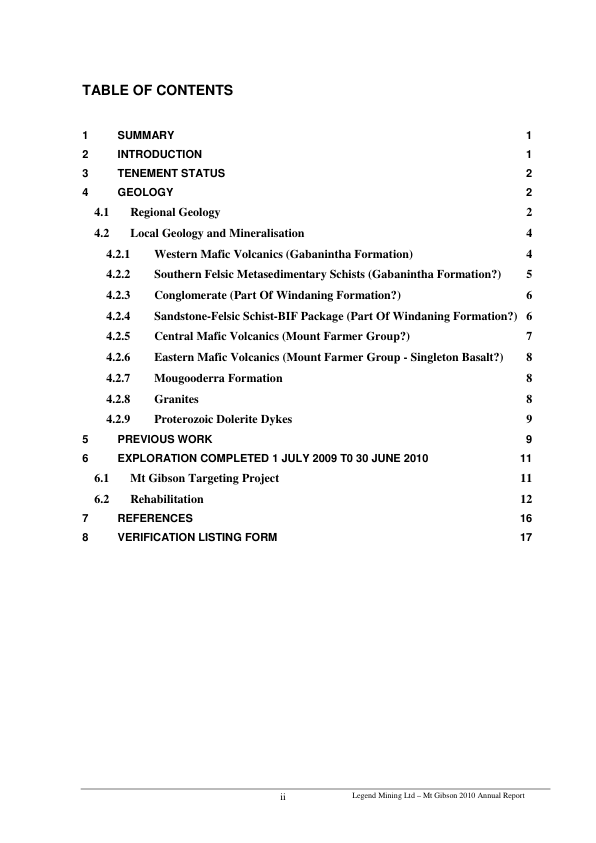 TABLE OF CONTENTS
1 SUMMARY 1
2 INTRODUCTION 1
3 TENEMENT STATUS 2
4 GEOLOGY 2
4.1 Regional Geology 2
4.2 Local Geology and Mineralisation 4
4.2.1 Western Mafic Volcanics (Gabanintha Formation) 4
4.2.2 Southern Felsic Metasedimentary Schists (Gabanintha Formation?) 5
4.2.3 Conglomerate (Part Of Windaning Formation?) 6
4.2.4 Sandstone-Felsic Schist-BIF Package (Part Of Windaning Formation?) 6
4.2.5 Central Mafic Volcanics (Mount Farmer Group?) 7
4.2.6 Eastern Mafic Volcanics (Mount Farmer Group - Singleton Basalt?) 8
4.2.7 Mougooderra Formation 8
4.2.8 Granites 8
4.2.9 Proterozoic Dolerite Dykes 9
5 PREVIOUS WORK 9
6 EXPLORATION COMPLETED 1 JULY 2009 T0 30 JUNE 2010 11
6.1 Mt Gibson Targeting Project 11
6.2 Rehabilitation 12
7 REFERENCES 16
8 VERIFICATION LISTING FORM 17
ii Legend Mining Ltd – Mt Gibson 2010 Annual Report